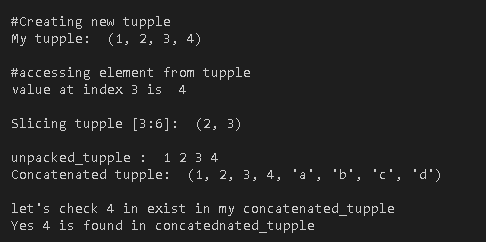 #Creating new tupple
My tupple:  (1, 2, 3, 4)
#accessing element from tupple
value at index 3 is  4
Slicing tupple [3:6]:  (2, 3)
unpacked_tupple :  1 2 3 4
Concatenated tupple:  (1, 2, 3, 4, 'a', 'b', 'c', 'd')
let's check 4 in exist in my concatenated_tupple
Yes 4 is found in concatednated_tupple